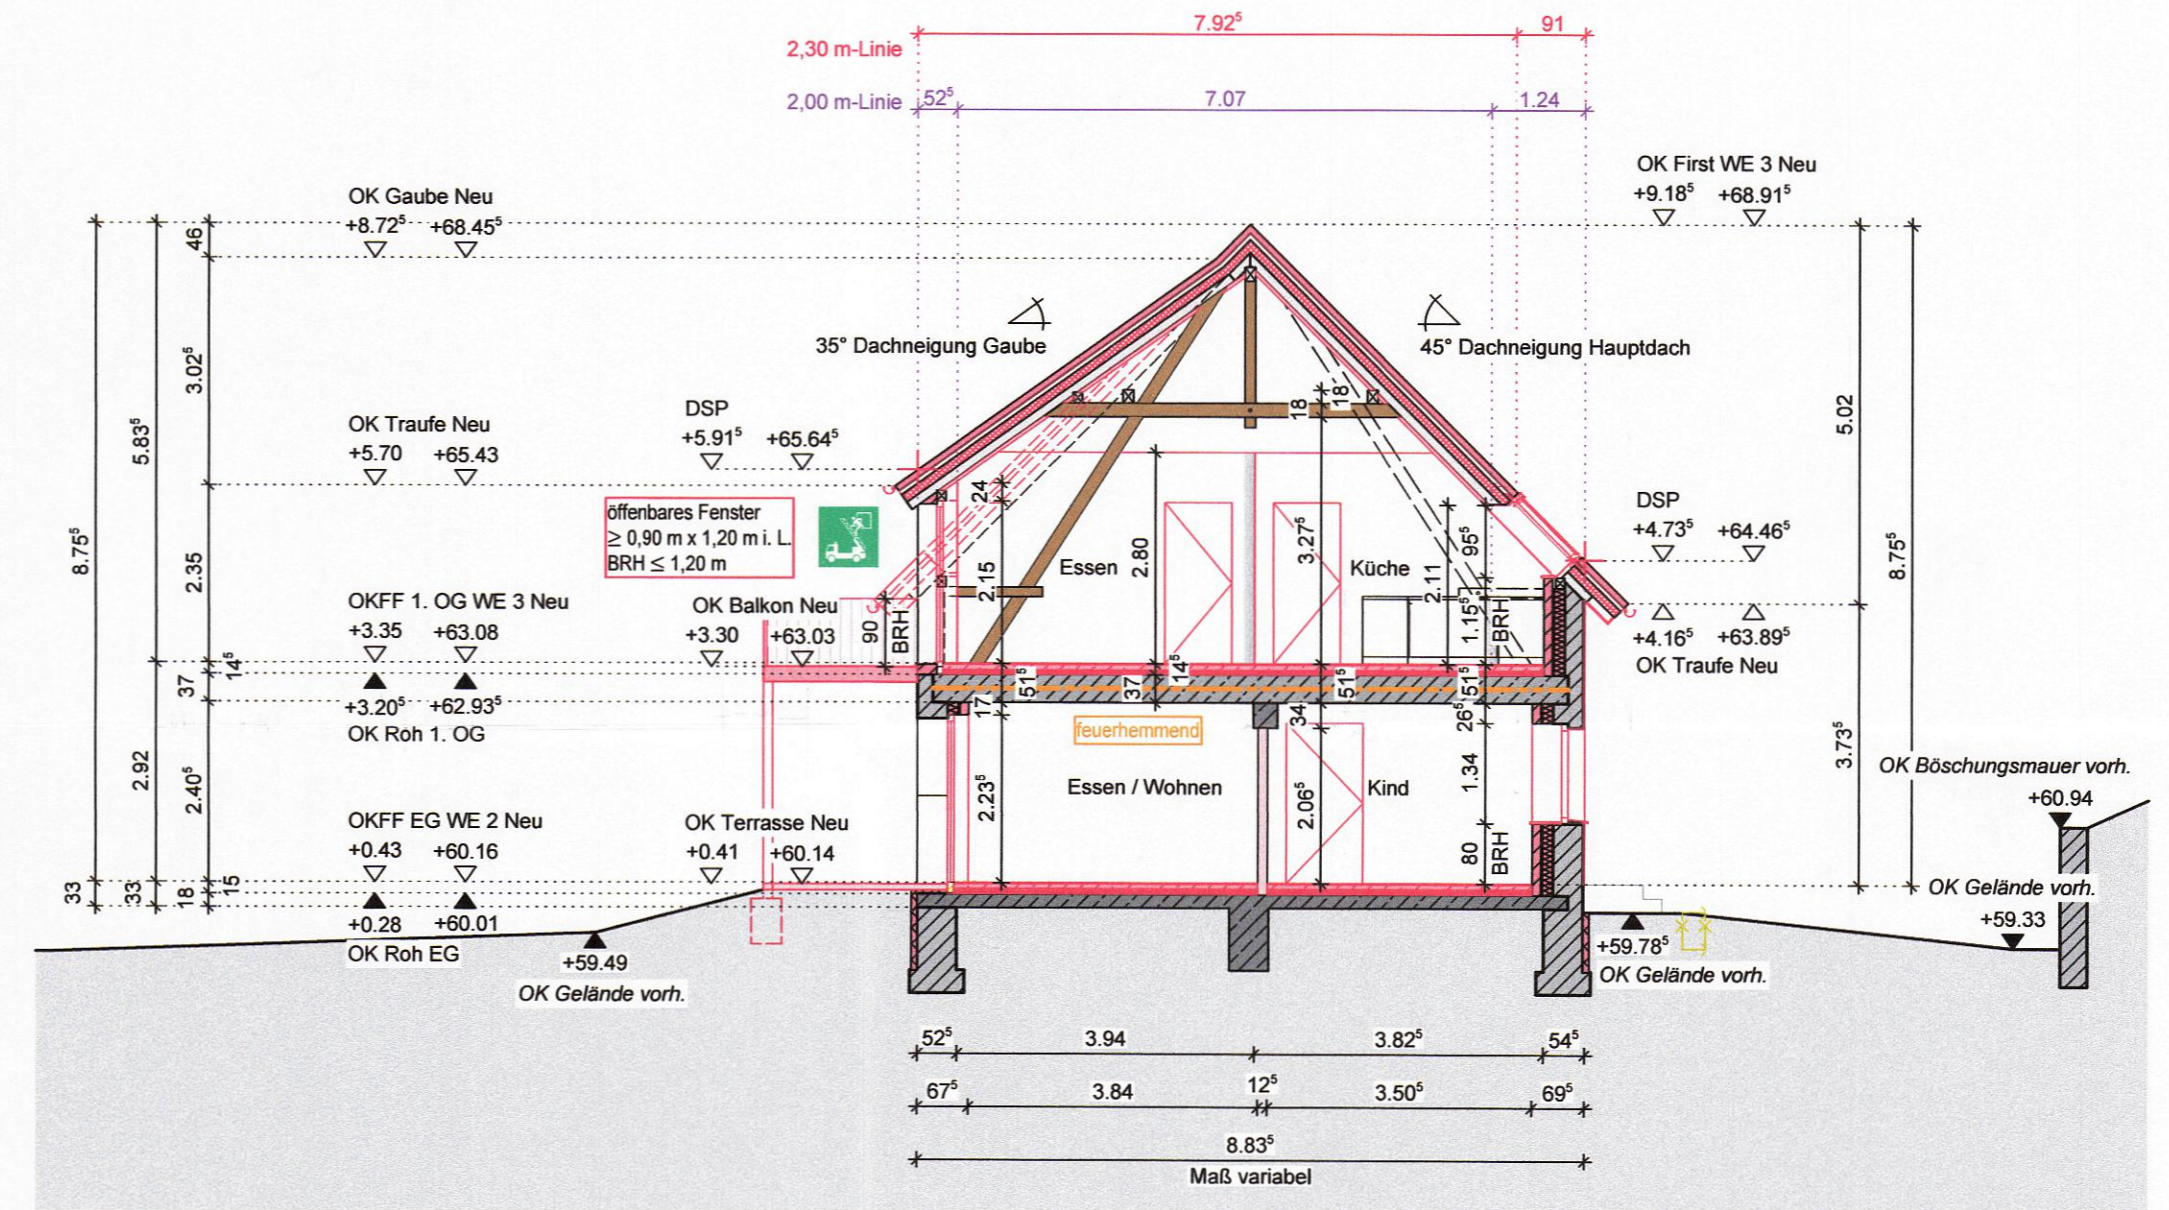 7.92⁵
91
2,30 m-Linie
2,00 m-Linie
52⁵
7.07
1.24
OK First WE 3 Neu
+9.18⁵ +68.91⁵
OK Gaube Neu
+8.72⁵ +68.45⁵
46
35° Dachneigung Gaube
45° Dachneigung Hauptdach
3.02⁵
18
18
5.02
DSP
+5.91⁵ +65.64⁵
OK Traufe Neu
+5.70 +65.43
5.83⁵
24
öffenbares Fenster
≥ 0,90 m x 1,20 m i. L.
BRH ≤ 1,20 m
DSP
+4.73⁵ +64.46⁵
8.75⁵
2.35
2.15
Essen
2.80
3.27⁵
Küche
2.11
95⁵
8.75⁵
OKFF 1. OG WE 3 Neu
+3.35 +63.08
OK Balkon Neu
+3.30 +63.03
90
BRH
1.15⁵
BRH
+4.16⁵ +63.89⁵
OK Traufe Neu
14⁵
37
51⁵
37
14⁵
51⁵
51⁵
+3.20⁵ +62.93⁵
OK Roh 1. OG
17
34
26⁵
feuerhemmend
2.92
2.40⁵
2.23⁵
Essen / Wohnen
2.06⁵
Kind
1.34
3.73⁵
OK Böschungsmauer vorh.
+60.94
OKFF EG WE 2 Neu
+0.43 +60.16
OK Terrasse Neu
+0.41 +60.14
80
BRH
33
33
18
15
+0.28 +60.01
OK Roh EG
OK Gelände vorh.
+59.33
+59.49
OK Gelände vorh.
+59.78⁵
OK Gelände vorh.
52⁵
3.94
3.82⁵
54⁵
67⁵
3.84
12⁵
3.50⁵
69⁵
8.83⁵
Maß variabel